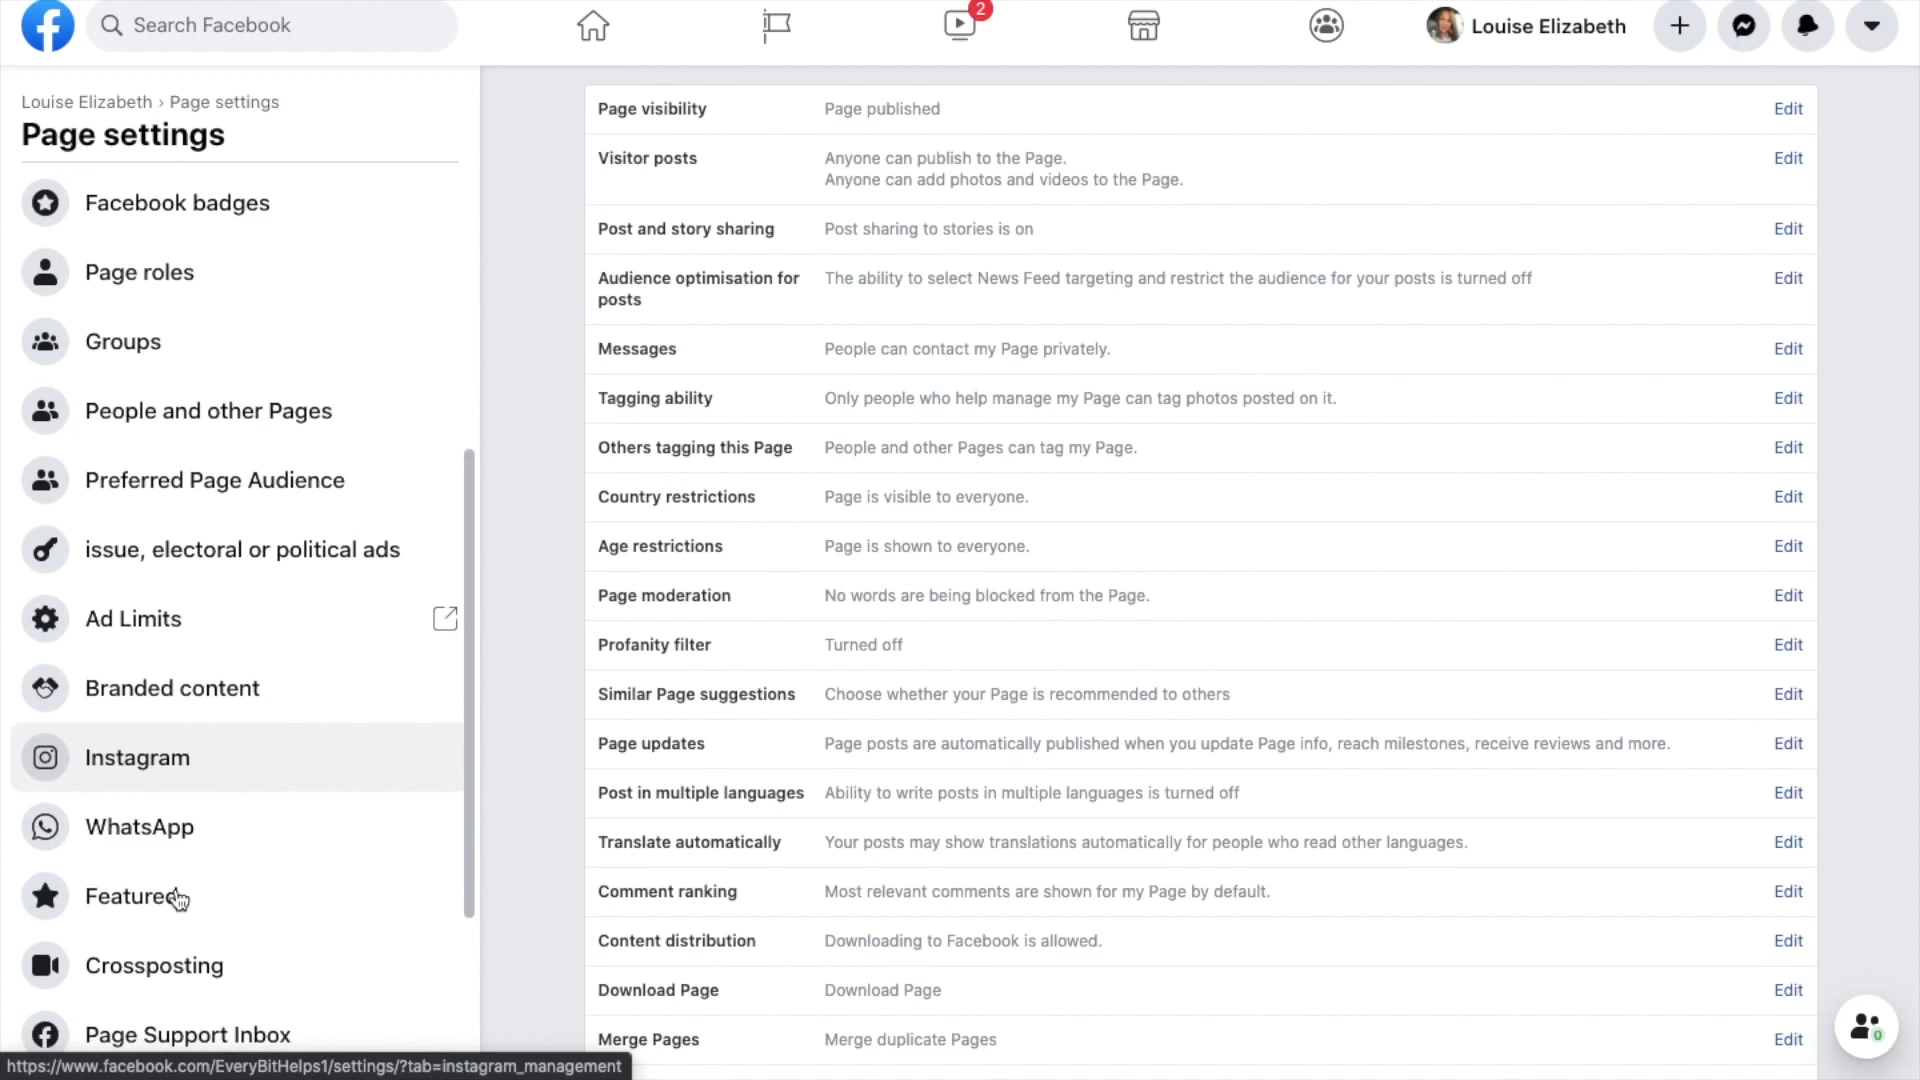 Search Facebook
2
Louise Elizabeth
Louise Elizabeth › Page settings
Page settings
Facebook badges
Page roles
Groups
People and other Pages
Preferred Page Audience
issue, electoral or political ads
Ad Limits
Branded content
Instagram
WhatsApp
Featured
Crossposting
Page Support Inbox
https://www.facebook.com/EveryBitHelps1/settings/?tab=instagram_management
Page visibility Page published Edit
Visitor posts Anyone can publish to the Page. Edit
Anyone can add photos and videos to the Page.
Post and story sharing Post sharing to stories is on Edit
Audience optimisation for The ability to select News Feed targeting and restrict the audience for your posts is turned off Edit
posts
Messages People can contact my Page privately. Edit
Tagging ability Only people who help manage my Page can tag photos posted on it. Edit
Others tagging this Page People and other Pages can tag my Page. Edit
Country restrictions Page is visible to everyone. Edit
Age restrictions Page is shown to everyone. Edit
Page moderation No words are being blocked from the Page. Edit
Profanity filter Turned off Edit
Similar Page suggestions Choose whether your Page is recommended to others Edit
Page updates Page posts are automatically published when you update Page info, reach milestones, receive reviews and more. Edit
Post in multiple languages Ability to write posts in multiple languages is turned off Edit
Translate automatically Your posts may show translations automatically for people who read other languages. Edit
Comment ranking Most relevant comments are shown for my Page by default. Edit
Content distribution Downloading to Facebook is allowed. Edit
Download Page Download Page Edit
Merge Pages Merge duplicate Pages Edit
0